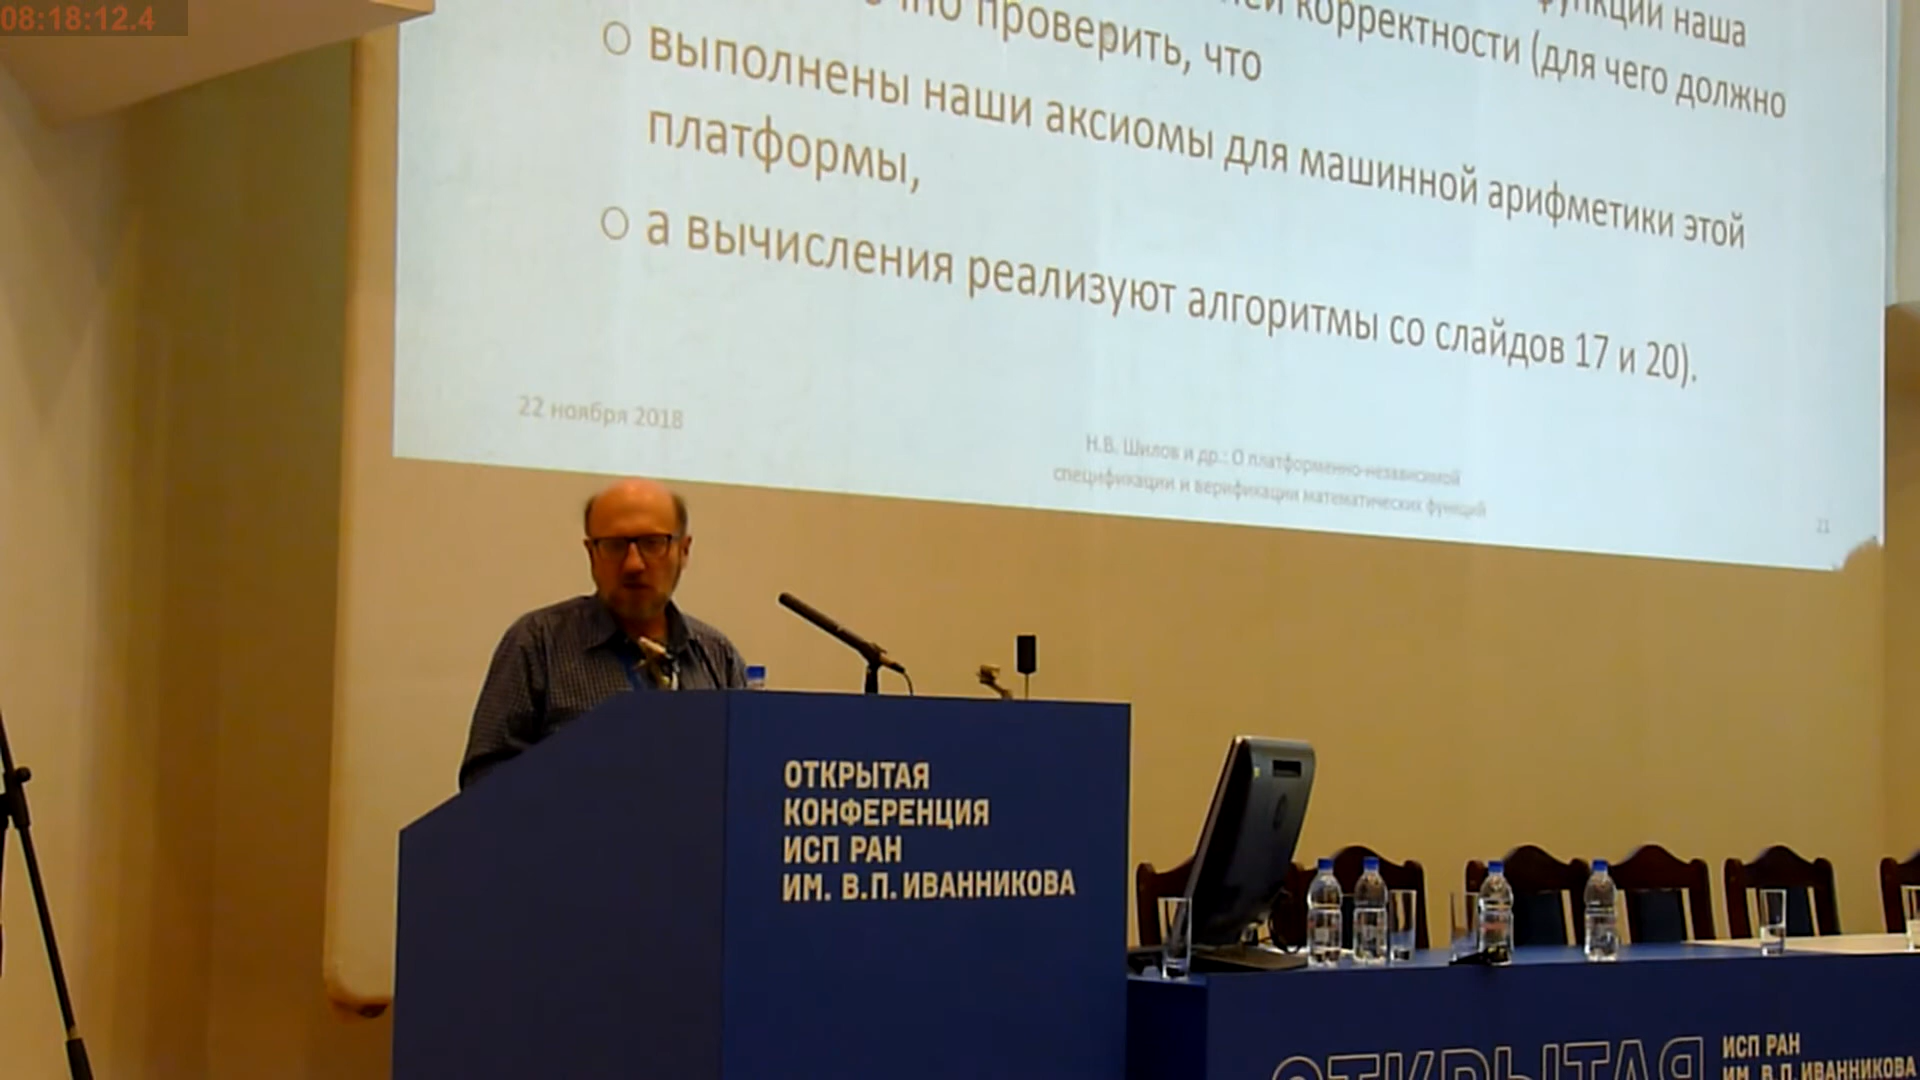 08:18:12.4
функции наша
проверить, что
корректности (для чего должно
○ выполнены наши аксиомы для машинной арифметики этой
платформы,
○ а вычисления реализуют алгоритмы со слайдов 17 и 20).
22 ноября 2018
Н.В. Шилов и др.: О платформенно-независимой
спецификации и верификации математических функций
21
ОТКРЫТАЯ
КОНФЕРЕНЦИЯ
ИСП РАН
ИМ. В.П. ИВАННИКОВА
ОТКРЫТАЯ
ИСП РАН
ИМ. В.П. ИВАННИКОВА